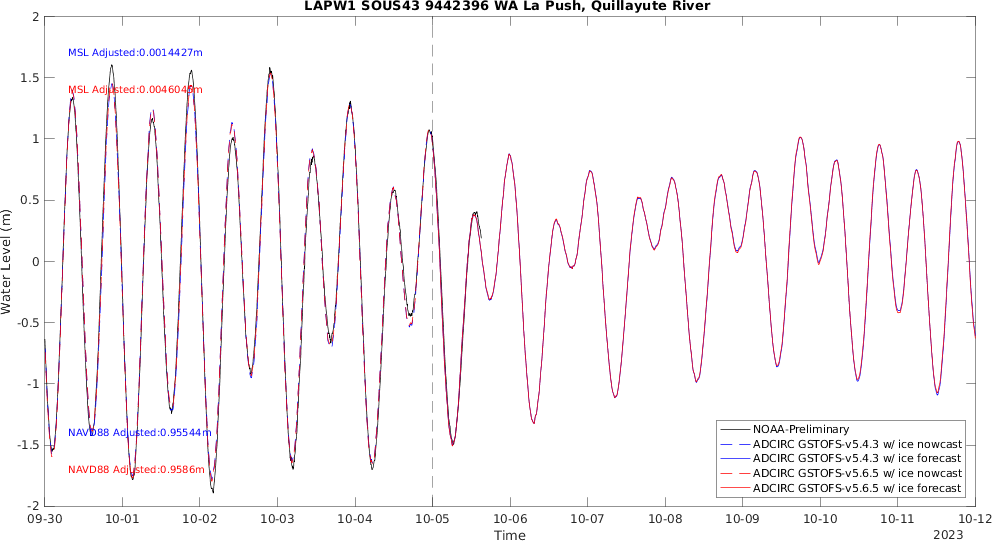 LAPW1 SOUS43 9442396 WA La Push, Quillayute River
2
MSL Adjusted:0.0014427m
1.5
MSL Adjusted:0.0046045m
1
0.5
Water Level (m)
0
-0.5
-1
NAVD88 Adjusted:0.95544m
-1.5
NAVD88 Adjusted:0.9586m
-2
NOAA-Preliminary
ADCIRC GSTOFS-v5.4.3 w/ ice nowcast
ADCIRC GSTOFS-v5.4.3 w/ ice forecast
ADCIRC GSTOFS-v5.6.5 w/ ice nowcast
ADCIRC GSTOFS-v5.6.5 w/ ice forecast
09-30 10-01 10-02 10-03 10-04 10-05 10-06 10-07 10-08 10-09 10-10 10-11 10-12
Time
2023